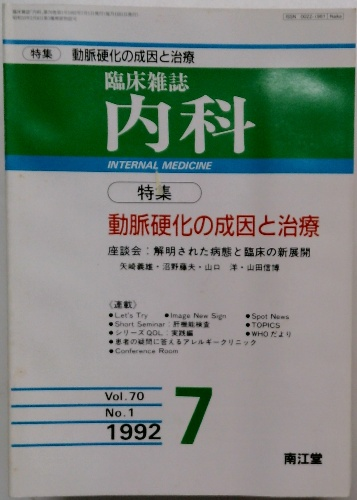 特集 動脈硬化の成因と治療
臨床雑誌
内科
INTERNAL MEDICINE
特集
動脈硬化の成因と治療
座談会：解明された病態と臨床の新展開
矢崎義雄・沼野藤夫・山口 洋・山田信博
〈連載〉
●Let's Try ●Image New Sign ●Spot News
●Short Seminar：肝機能検査 ●TOPICS
●シリーズQOL：実践編 ●WHOだより
●患者の疑問に答えるアレルギークリニック
●Conference Room
Vol.70
No.1
1992
7
南江堂